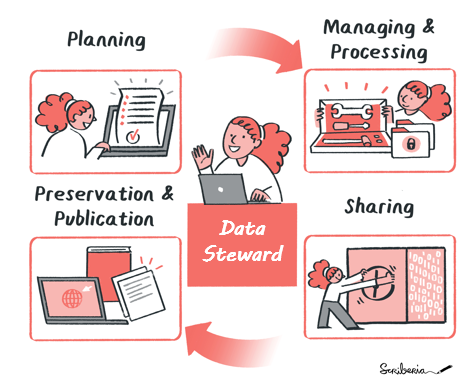 Planning
Managing &
Processing
Preservation &
Publication
Data
Steward
Sharing
Scriberia